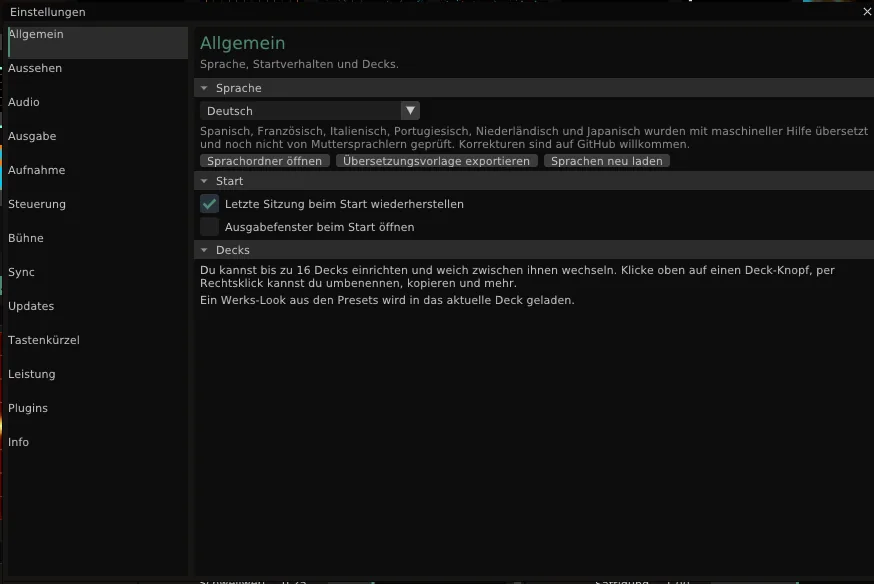 Einstellungen
Allgemein
Aussehen
Audio
Ausgabe
Aufnahme
Steuerung
Bühne
Sync
Updates
Tastenkürzel
Leistung
Plugins
Info
Allgemein
Sprache, Startverhalten und Decks.
Sprache
Deutsch
Spanisch, Französisch, Italienisch, Portugiesisch, Niederländisch und Japanisch wurden mit maschineller Hilfe übersetzt
und noch nicht von Muttersprachlern geprüft. Korrekturen sind auf GitHub willkommen.
Sprachordner öffnen Übersetzungsvorlage exportieren Sprachen neu laden
Start
Letzte Sitzung beim Start wiederherstellen
Ausgabefenster beim Start öffnen
Decks
Du kannst bis zu 16 Decks einrichten und weich zwischen ihnen wechseln. Klicke oben auf einen Deck-Knopf, per
Rechtsklick kannst du umbenennen, kopieren und mehr.
Ein Werks-Look aus den Presets wird in das aktuelle Deck geladen.